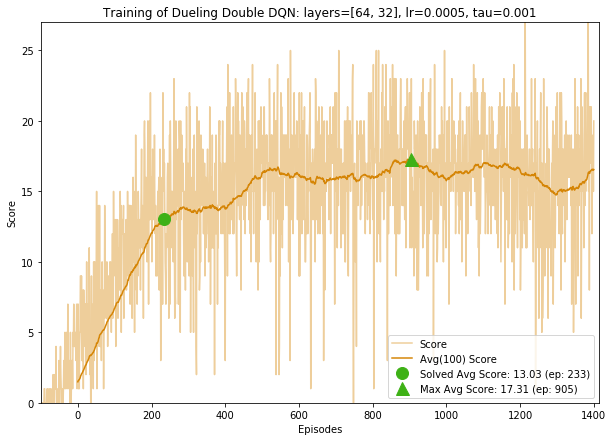 Training of Dueling Double DQN: layers=[64, 32], lr=0.0005, tau=0.001
Score
25
20
15
10
5
0
0 200 400 600 800 1000 1200 1400
Episodes
Score
Avg(100) Score
Solved Avg Score: 13.03 (ep: 233)
Max Avg Score: 17.31 (ep: 905)